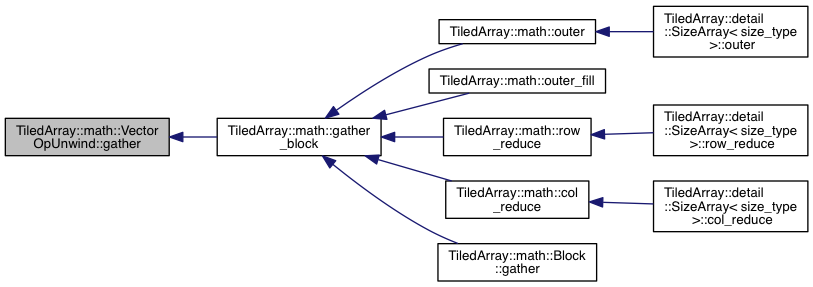 TiledArray::math::Vector
OpUnwind::gather
TiledArray::math::gather
_block
TiledArray::math::outer
TiledArray::detail
::SizeArray< size_type
>::outer
TiledArray::math::outer_fill
TiledArray::math::row
_reduce
TiledArray::detail
::SizeArray< size_type
>::row_reduce
TiledArray::math::col
_reduce
TiledArray::detail
::SizeArray< size_type
>::col_reduce
TiledArray::math::Block
::gather